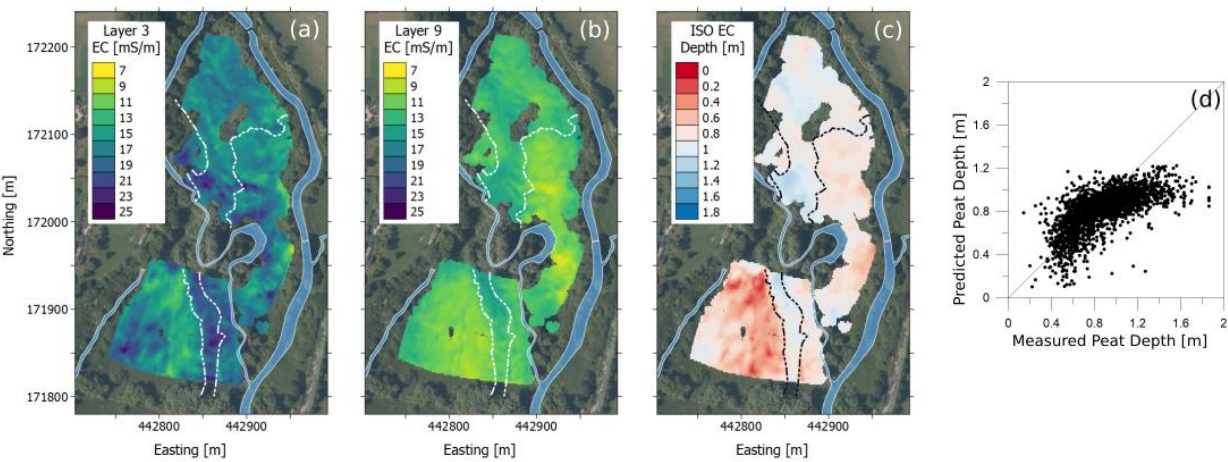 (a)
Layer 3
EC [mS/m]
7
9
11
13
15
17
19
21
23
25
(b)
Layer 9
EC [mS/m]
7
9
11
13
15
17
19
21
23
25
(c)
ISO EC
Depth [m]
0
0.2
0.4
0.6
0.8
1
1.2
1.4
1.6
1.8
172200
172100
172000
171900
171800
Northing [m]
442800 442900
Easting [m]
442800 442900
Easting [m]
442800 442900
Easting [m]
(d)
2
1.6
1.2
0.8
0.4
0
Predicted Peat Depth [m]
0 0.4 0.8 1.2 1.6 2
Measured Peat Depth [m]